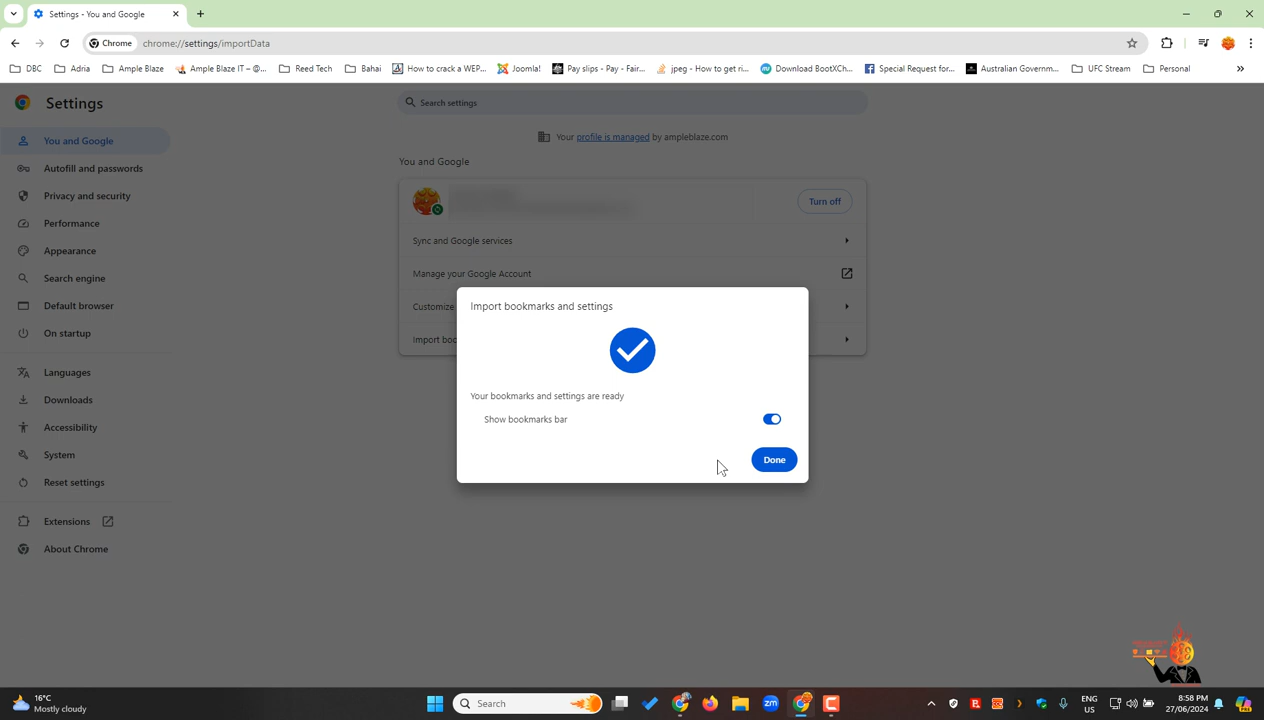 Settings - You and Google
Chrome
chrome://settings/importData
DBC
Adria
Ample Blaze
Ample Blaze IT – @...
Reed Tech
Bahai
How to crack a WEP...
Joomla!
Pay slips - Pay - Fair...
jpeg - How to get ri...
Download BootXCh...
Special Request for...
Australian Governm...
UFC Stream
Personal
Settings
Search settings
Your profile is managed by ampleblaze.com
You and Google
Autofill and passwords
Privacy and security
Performance
Appearance
Search engine
Default browser
On startup
Languages
Downloads
Accessibility
System
Reset settings
Extensions
About Chrome
You and Google
Turn off
Sync and Google services
Manage your Google Account
Customize
Import boo
Import bookmarks and settings
Your bookmarks and settings are ready
Show bookmarks bar
Done
16°C
Mostly cloudy
Search
zm
ENG
US
8:58 PM
27/06/2024